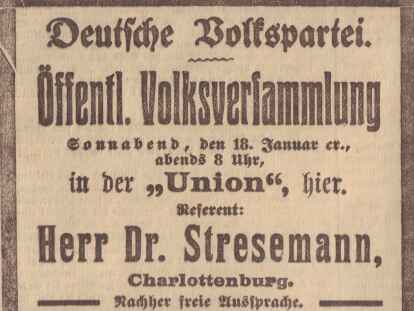 Deutsche Volkspartei.
Öffentl. Volksversammlung
Sonnabend, den 18. Januar cr.,
abends 8 Uhr,
in der „Union“, hier.
Referent:
Herr Dr. Stresemann,
Charlottenburg.
Nachher freie Aussprache.